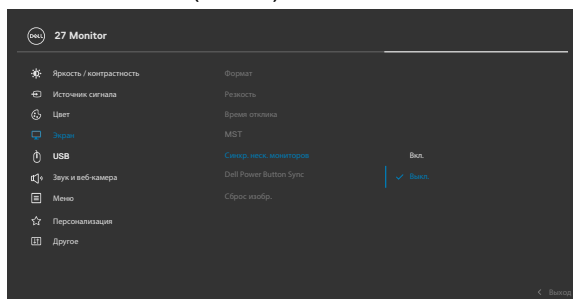 DELL 27 Monitor
Яркость / контрастность
Формат
Источник сигнала
Резкость
Цвет
Время отклика
Экран
MST
USB
Синхр. неск. мониторов
Вкл.
Звук и веб-камера
Dell Power Button Sync
Выкл.
Меню
Сброс изобр.
Персонализация
Другое
Выход